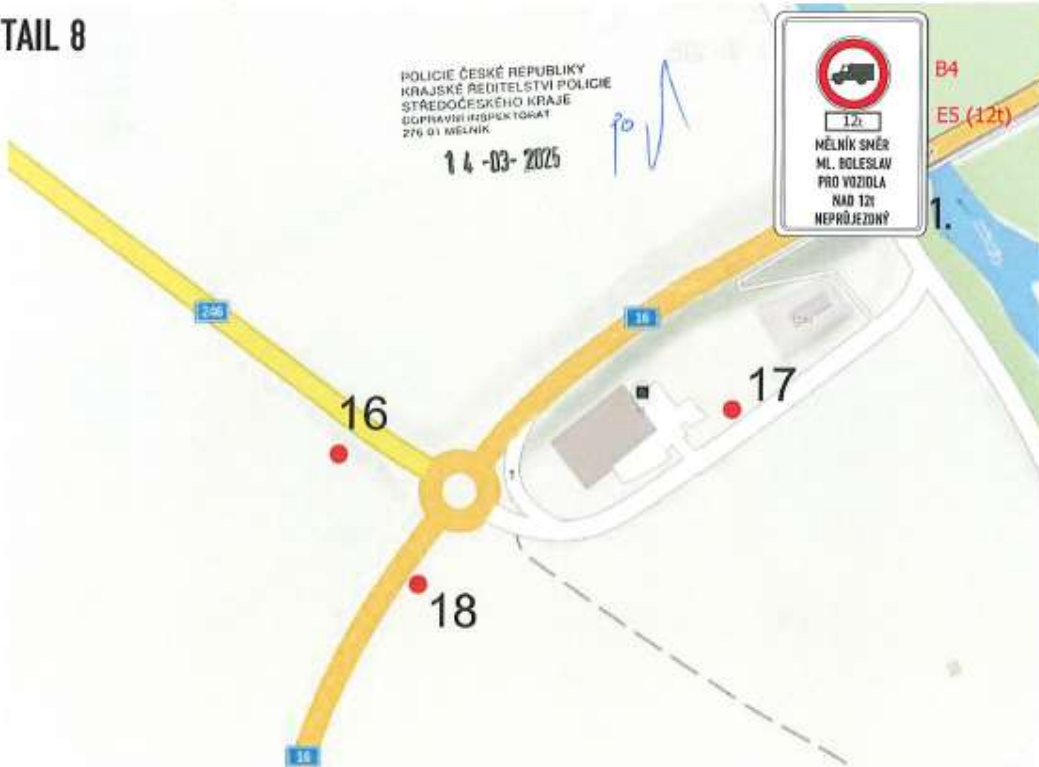 TAIL 8
POLICIE ČESKÉ REPUBLIKY
KRAJSKÉ ŘEDITELSTVÍ POLICIE
STŘEDOČESKÉHO KRAJE
DOPRAVNÍ INSPEKTORÁT
276 01 MĚLNÍK
14 -03- 2025
B4
12t
E5 (12t)
MĚLNÍK SMĚR
ML. BOLESLAV
PRO VOZIDLA
NAD 12t
NEPRŮJEZDNÝ
1.
246
16
16
17
18
16